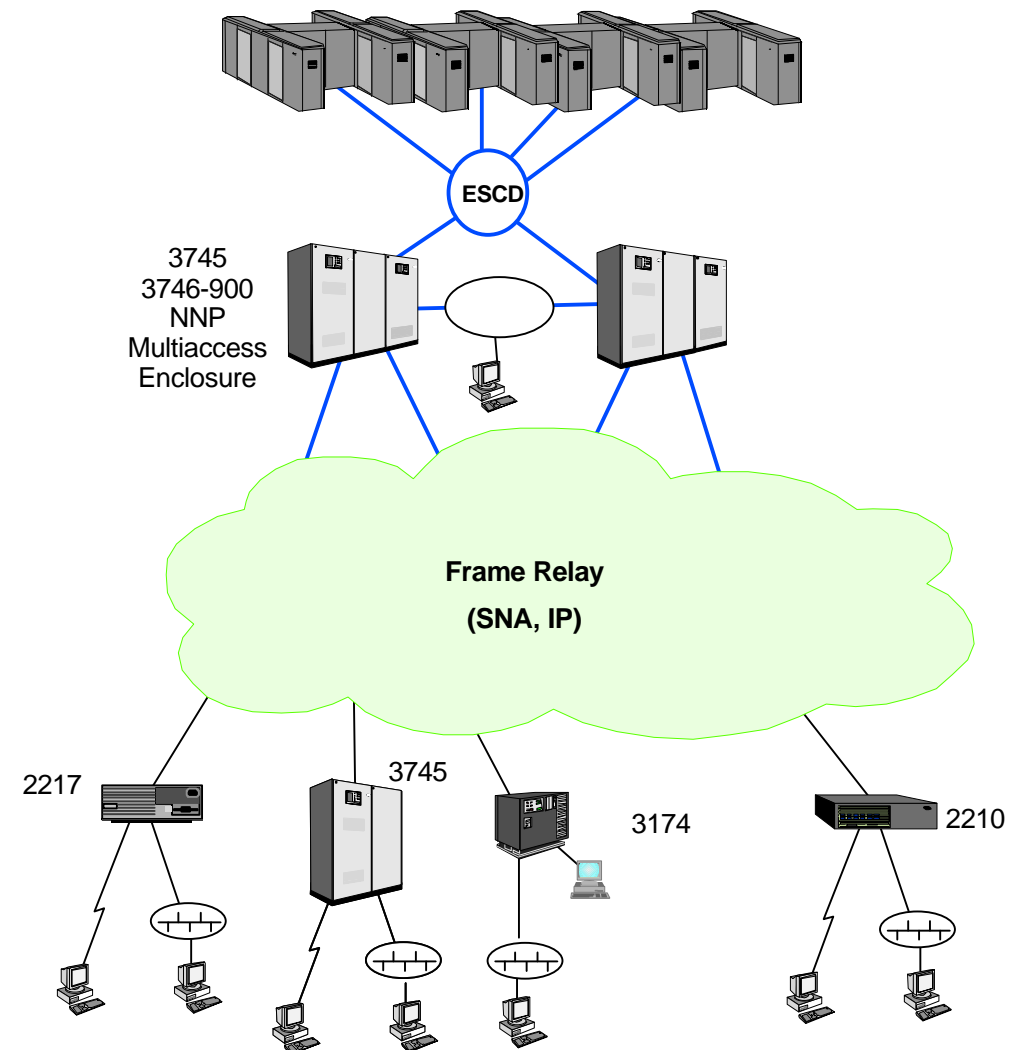 ESCD
3745
3746-900
NNP
Multiaccess
Enclosure
Frame Relay
(SNA, IP)
2217
3745
3174
2210